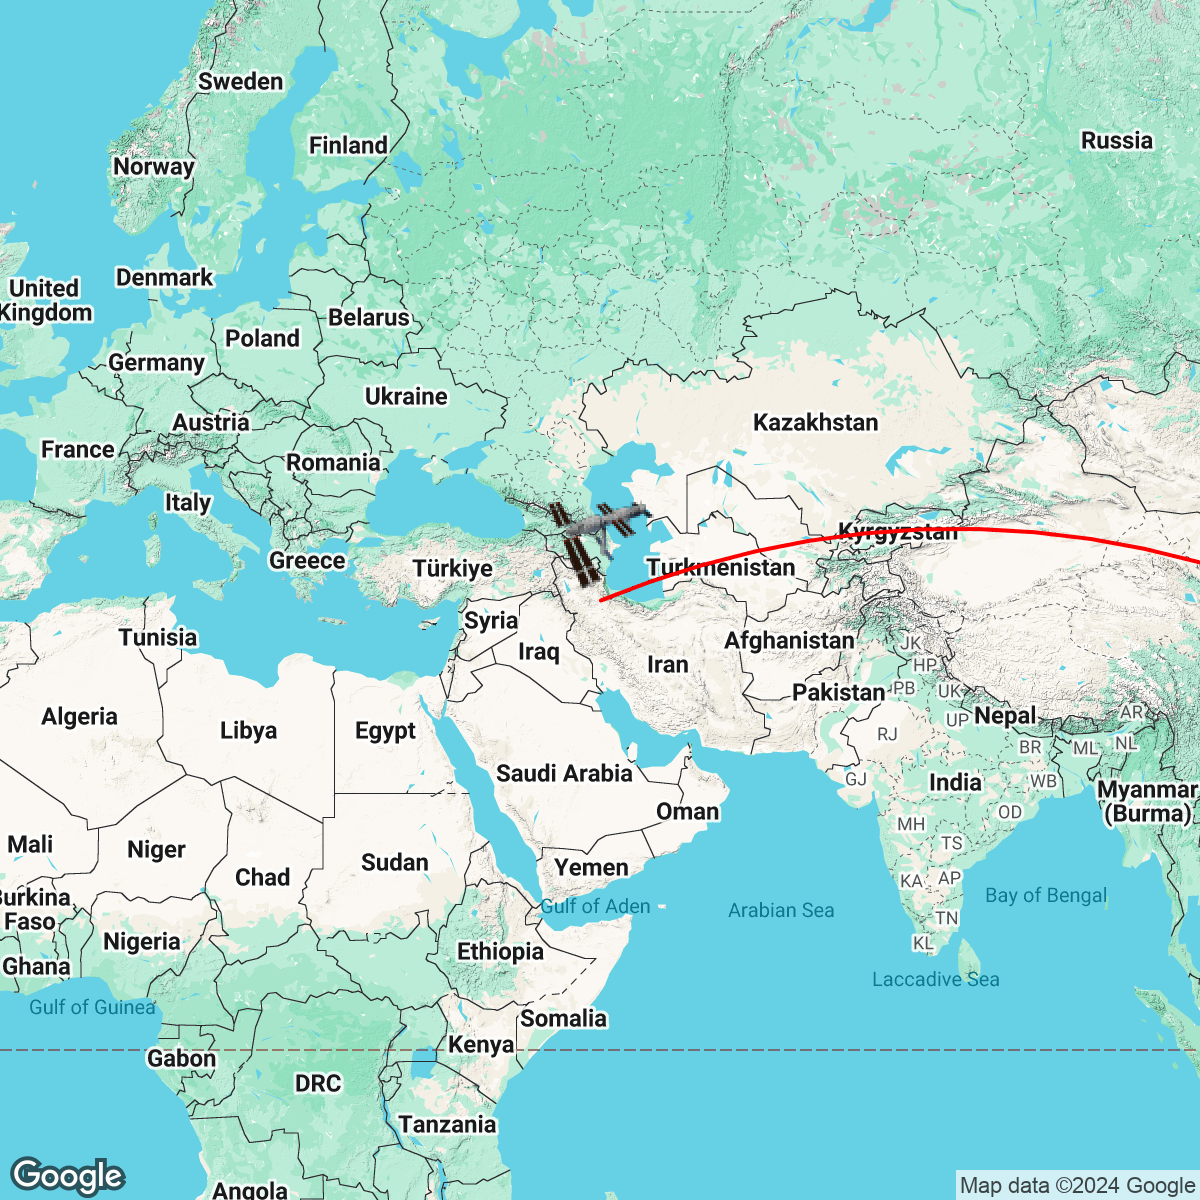 Sweden
Finland
Norway
Russia
Denmark
United
Kingdom
Belarus
Poland
Germany
Ukraine
Austria
Kazakhstan
France
Romania
Italy
Kyrgyzstan
Greece
Türkiye
Turkmenistan
Syria
Tunisia
Afghanistan
JK
Iraq
Iran
HP
Pakistan
PB
UK
Algeria
Libya
Egypt
RJ
UP
Nepal
AR
BR
ML
NL
Saudi Arabia
GJ
India
WB
Myanmar
(Burma)
Oman
OD
MH
Mali
Niger
TS
Sudan
Yemen
Chad
KA
AP
Burkina
Faso
Gulf of Aden
Arabian Sea
Bay of Bengal
TN
Nigeria
KL
Ethiopia
Ghana
Laccadive Sea
Gulf of Guinea
Somalia
Gabon
Kenya
DRC
Tanzania
Google
Angola
Map data ©2024 Google